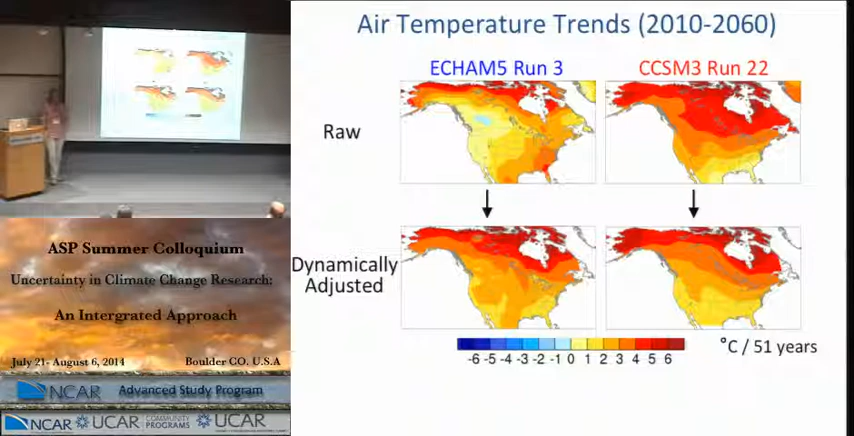 Air Temperature Trends (2010-2060)
ECHAM5 Run 3
CCSM3 Run 22
Raw
Dynamically
Adjusted
-6 -5 -4 -3 -2 -1 0 1 2 3 4 5 6
°C / 51 years
ASP Summer Colloquium
Uncertainty in Climate Change Research:
An Intergrated Approach
July 21- August 6, 2014 Boulder CO. U.S.A
NCAR Advanced Study Program
NCAR UCAR COMMUNITY PROGRAMS UCAR